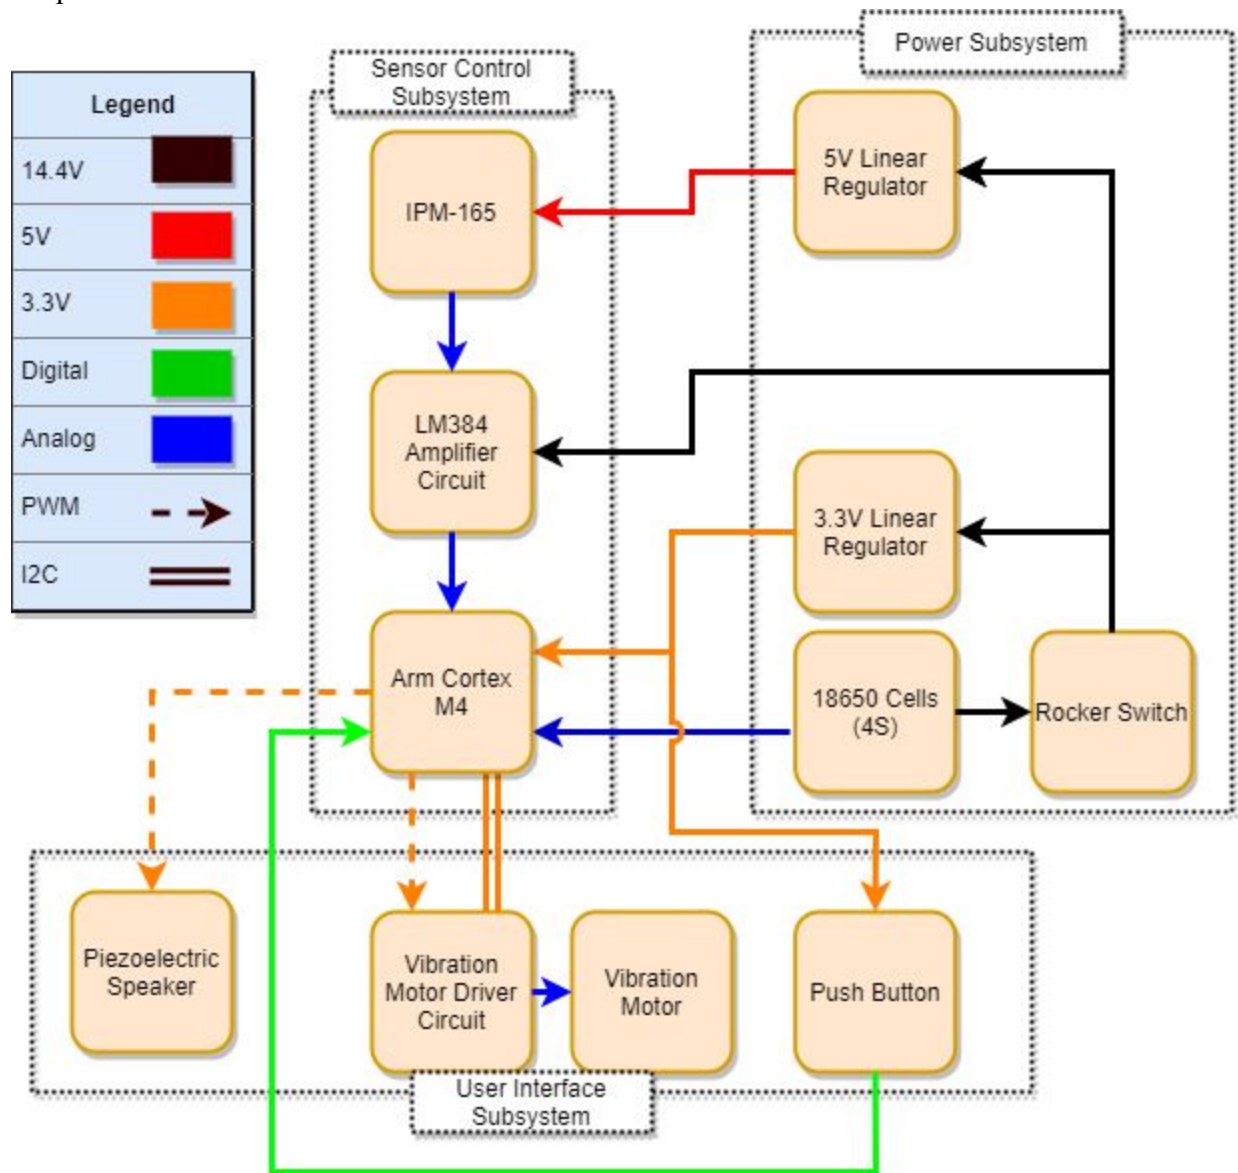 Power Subsystem
Sensor Control
Subsystem
Legend
14.4V
5V
3.3V
Digital
Analog
PWM
I2C
IPM-165
5V Linear
Regulator
LM384
Amplifier
Circuit
3.3V Linear
Regulator
Arm Cortex
M4
18650 Cells
(4S)
Rocker Switch
Piezoelectric
Speaker
Vibration
Motor Driver
Circuit
Vibration
Motor
Push Button
User Interface
Subsystem